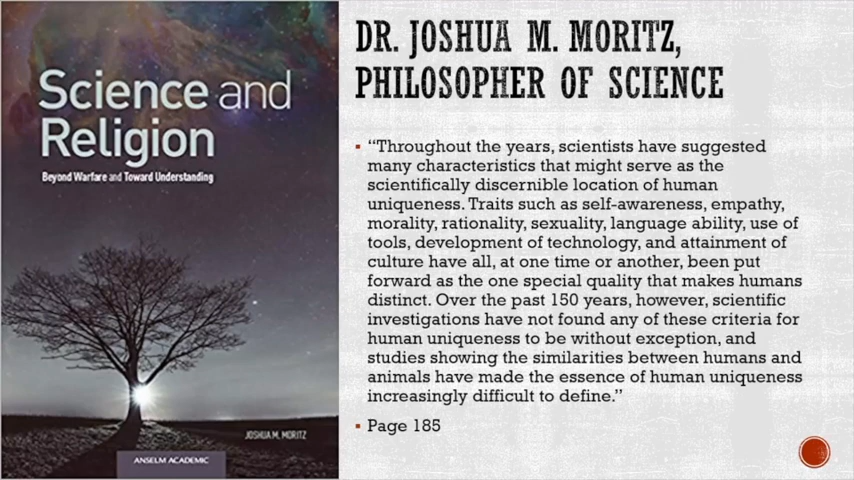 Science and
Religion
Beyond Warfare and Toward Understanding
JOSHUA M. MORITZ
ANSELM ACADEMIC
DR. JOSHUA M. MORITZ,
PHILOSOPHER OF SCIENCE
▪ “Throughout the years, scientists have suggested
many characteristics that might serve as the
scientifically discernible location of human
uniqueness. Traits such as self-awareness, empathy,
morality, rationality, sexuality, language ability, use of
tools, development of technology, and attainment of
culture have all, at one time or another, been put
forward as the one special quality that makes humans
distinct. Over the past 150 years, however, scientific
investigations have not found any of these criteria for
human uniqueness to be without exception, and
studies showing the similarities between humans and
animals have made the essence of human uniqueness
increasingly difficult to define.”
▪ Page 185